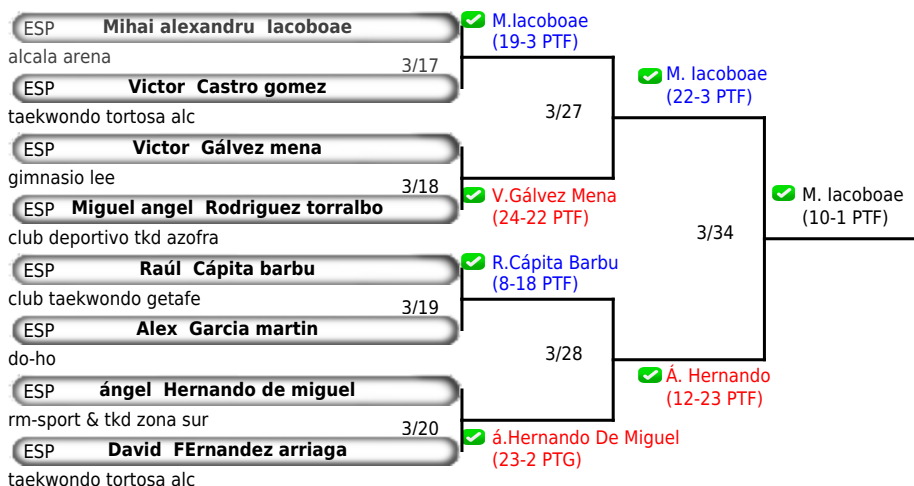 ESP Mihai alexandru Iacoboae
alcala arena
3/17
ESP Victor Castro gomez
taekwondo tortosa alc
ESP Victor Gálvez mena
gimnasio lee
3/18
ESP Miguel angel Rodriguez torralbo
club deportivo tkd azofra
ESP Raúl Cápita barbu
club taekwondo getafe
3/19
ESP Alex Garcia martin
do-ho
ESP ángel Hernando de miguel
rm-sport & tkd zona sur
3/20
ESP David FErnandez arriaga
taekwondo tortosa alc
M.Iacoboae
(19-3 PTF)
3/27
V.Gálvez Mena
(24-22 PTF)
R.Cápita Barbu
(8-18 PTF)
3/28
á.Hernando De Miguel
(23-2 PTG)
M. Iacoboae
(22-3 PTF)
3/34
Á. Hernando
(12-23 PTF)
M. Iacoboae
(10-1 PTF)